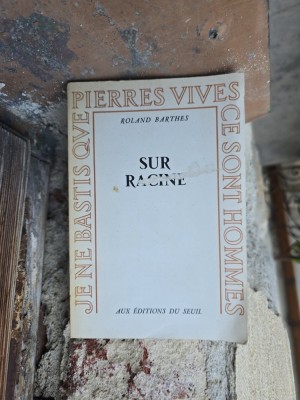 JE NE BASTIS QVE
PIERRES VIVES
CE SONT HOMMES
ROLAND BARTHES
SUR
RACINE
AUX ÉDITIONS DU SEUIL